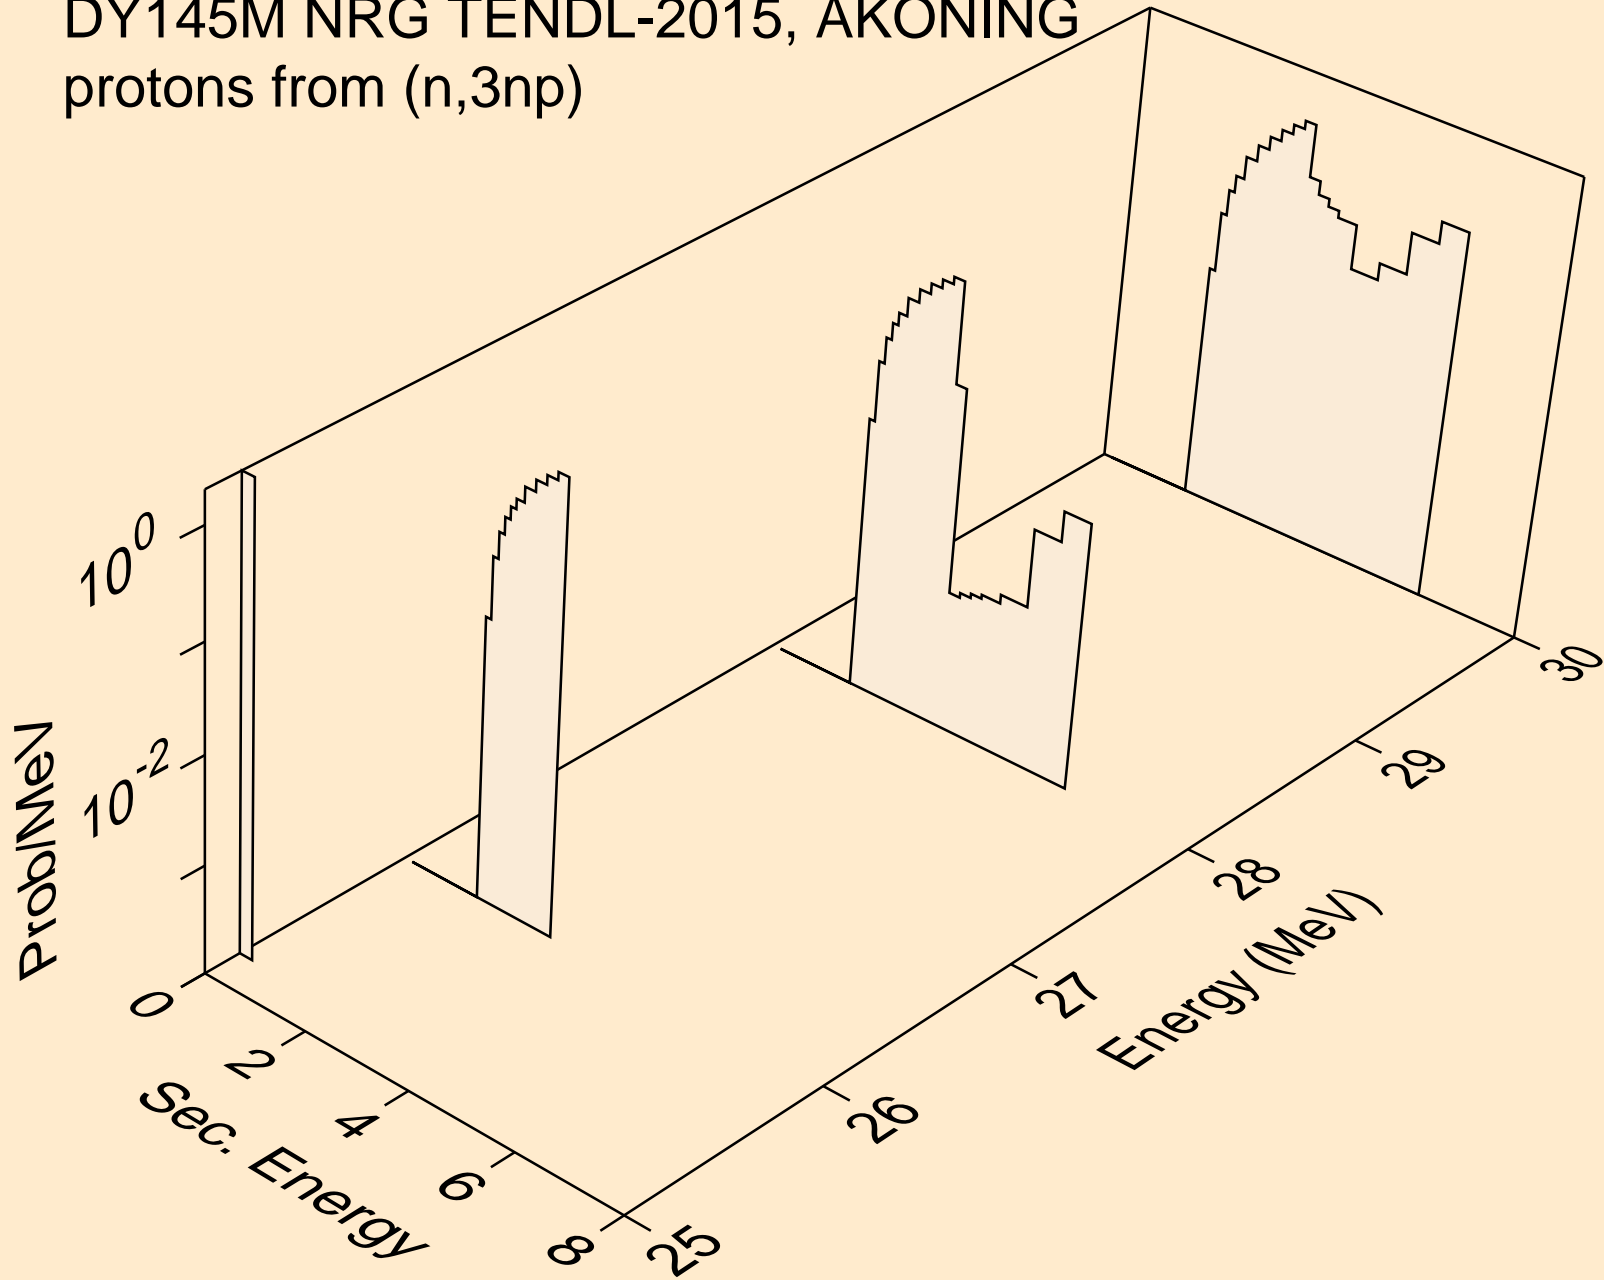 DY145M NRG TENDL-2015, AKONING
protons from (n,3np)
10^0
10^-2
Prob/MeV
0
2
4
6
8
Sec. Energy
25
26
27
28
29
30
Energy (MeV)